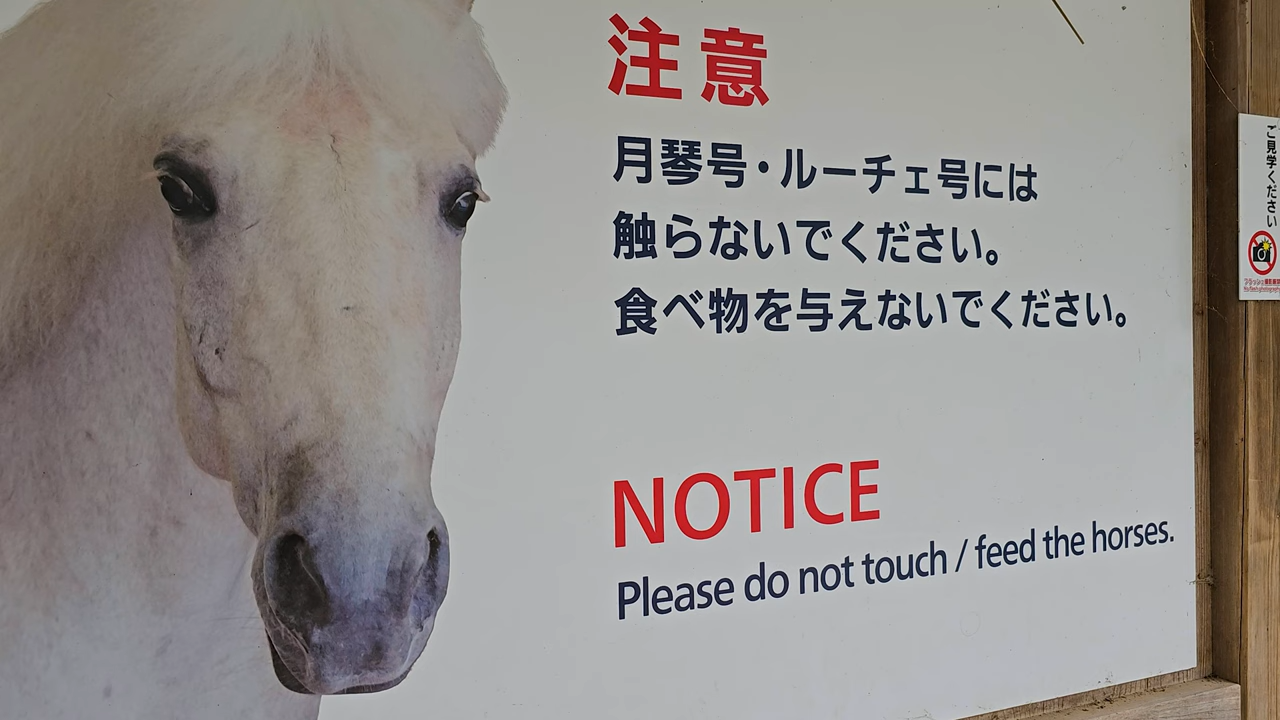 注意
月琴号・ルーチェ号には
触らないでください。
食べ物を与えないでください。
NOTICE
Please do not touch / feed the horses.
ご見学ください